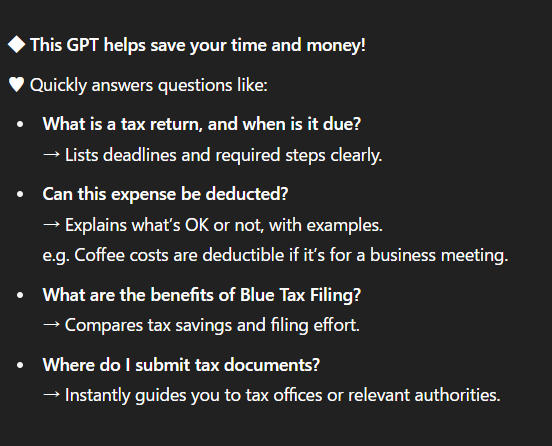 ◆ This GPT helps save your time and money!
♥ Quickly answers questions like:
• What is a tax return, and when is it due?
→ Lists deadlines and required steps clearly.
• Can this expense be deducted?
→ Explains what's OK or not, with examples.
e.g. Coffee costs are deductible if it's for a business meeting.
• What are the benefits of Blue Tax Filing?
→ Compares tax savings and filing effort.
• Where do I submit tax documents?
→ Instantly guides you to tax offices or relevant authorities.